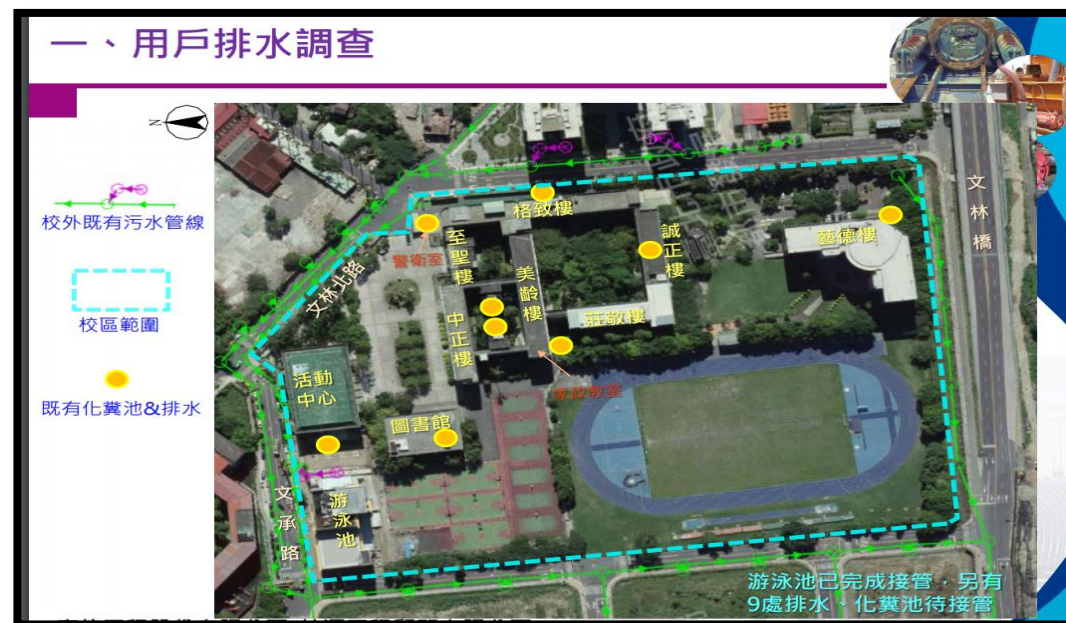 一、用戶排水調查
N
校外既有污水管線
校區範圍
既有化糞池&排水
文林橋
格致樓
警衛室
至聖樓
誠正樓
藝德樓
美齡樓
文林北路
中正樓
莊敬樓
家政教室
活動中心
圖書館
文承路
游泳池
游泳池已完成接管，另有
9處排水、化糞池待接管